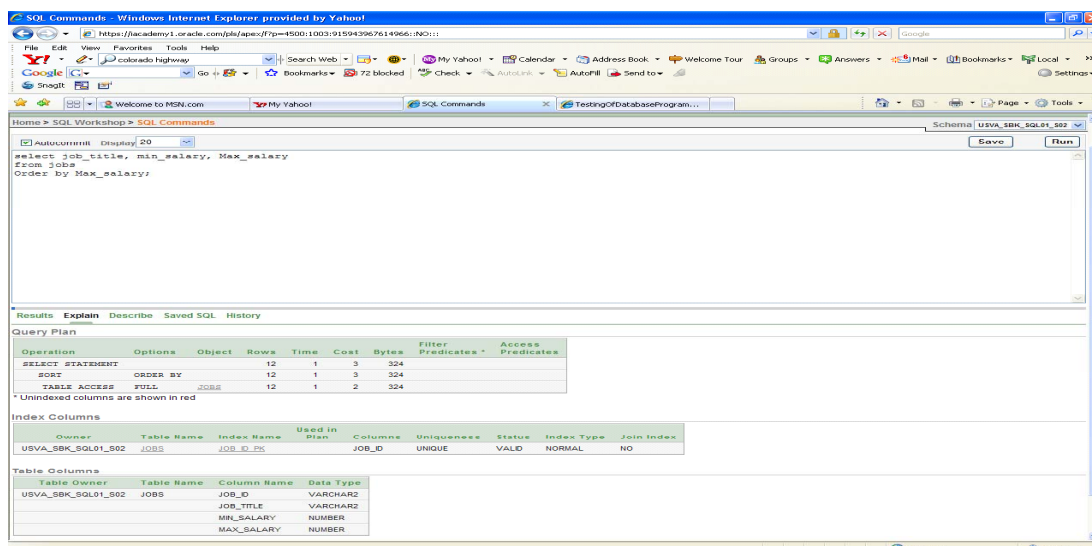 SQL Commands - Windows Internet Explorer provided by Yahoo!
https://iacademy1.oracle.com/pls/apex/f?p=4500:1003:915943967614966::NO:::
Google
File Edit View Favorites Tools Help
Y! colorado highway Search Web My Yahoo! Calendar Address Book Welcome Tour Groups Answers Mail Bookmarks Local
Google G Go Bookmarks 72 blocked Check AutoLink AutoFill Send to Settings
SnagIt
Welcome to MSN.com My Yahoo! SQL Commands TestingOfDatabaseProgram... Page Tools
Home > SQL Workshop > SQL Commands Schema USVA_SBK_SQL01_S02
Autocommit Display 20 Save Run
select job_title, min_salary, Max_salary
from jobs
Order by Max_salary;
Results Explain Describe Saved SQL History
Query Plan
Operation Options Object Rows Time Cost Bytes Filter Predicates * Access Predicates
SELECT STATEMENT 12 1 3 324
SORT ORDER BY 12 1 3 324
TABLE ACCESS FULL JOBS 12 1 2 324
* Unindexed columns are shown in red
Index Columns
Owner Table Name Index Name Used in Plan Columns Uniqueness Status Index Type Join Index
USVA_SBK_SQL01_S02 JOBS JOB_ID_PK JOB_ID UNIQUE VALID NORMAL NO
Table Columns
Table Owner Table Name Column Name Data Type
USVA_SBK_SQL01_S02 JOBS JOB_ID VARCHAR2
JOB_TITLE VARCHAR2
MIN_SALARY NUMBER
MAX_SALARY NUMBER